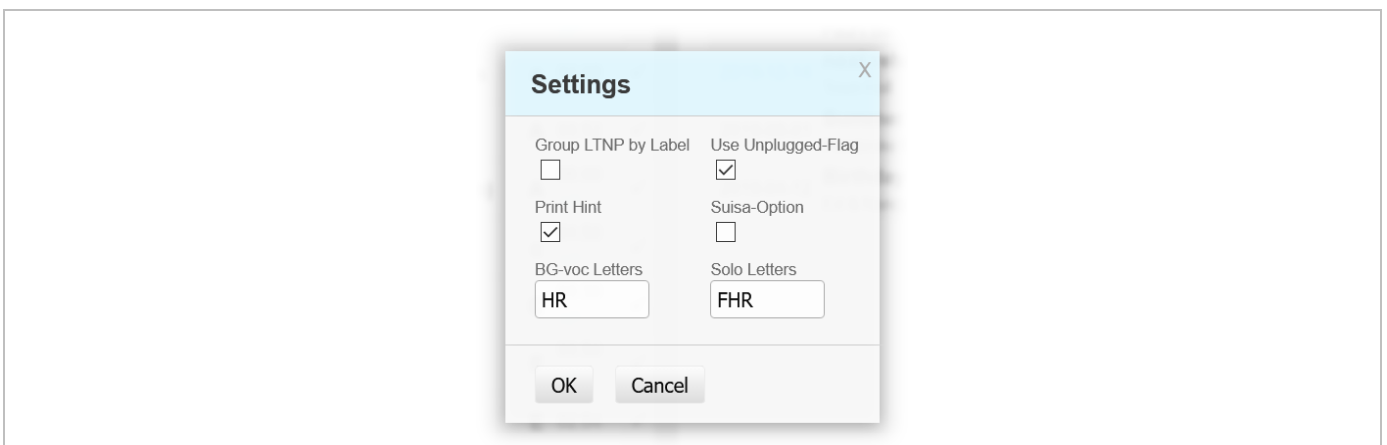 Settings
X
Group LTNP by Label
Use Unplugged-Flag
Print Hint
Suisa-Option
BG-voc Letters
Solo Letters
HR
FHR
OK
Cancel